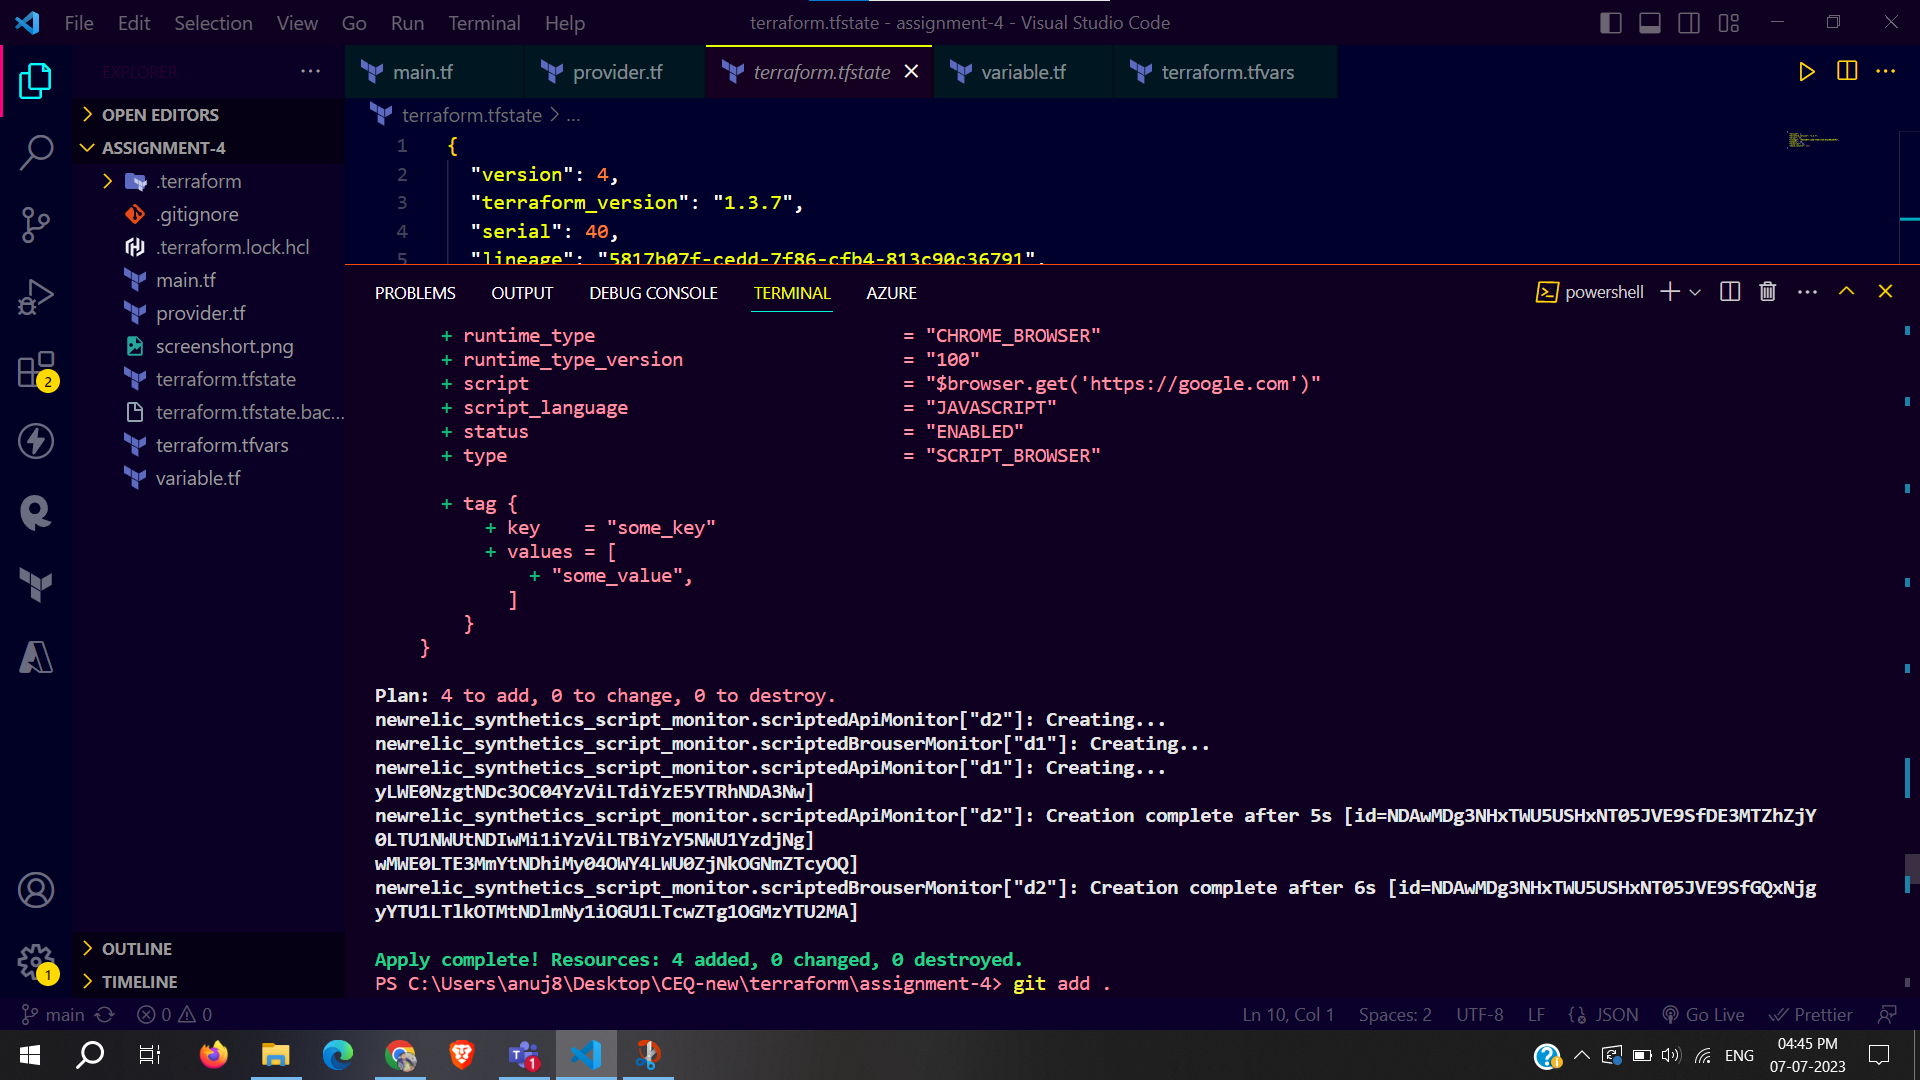 File Edit Selection View Go Run Terminal Help
terraform.tfstate - assignment-4 - Visual Studio Code
EXPLORER
OPEN EDITORS
ASSIGNMENT-4
.terraform
.gitignore
.terraform.lock.hcl
main.tf
provider.tf
screenshort.png
terraform.tfstate
terraform.tfstate.bac...
terraform.tfvars
variable.tf
OUTLINE
TIMELINE
2
1
main.tf provider.tf terraform.tfstate variable.tf terraform.tfvars
terraform.tfstate > ...
1 {
2 "version": 4,
3 "terraform_version": "1.3.7",
4 "serial": 40,
5 "lineage": "5817b07f-cedd-7f86-cfb4-813c90c36791",
PROBLEMS OUTPUT DEBUG CONSOLE TERMINAL AZURE
powershell
+ runtime_type = "CHROME_BROWSER"
+ runtime_type_version = "100"
+ script = "$browser.get('https://google.com')"
+ script_language = "JAVASCRIPT"
+ status = "ENABLED"
+ type = "SCRIPT_BROWSER"
+ tag {
+ key = "some_key"
+ values = [
+ "some_value",
]
}
}
Plan: 4 to add, 0 to change, 0 to destroy.
newrelic_synthetics_script_monitor.scriptedApiMonitor["d2"]: Creating...
newrelic_synthetics_script_monitor.scriptedBrouserMonitor["d1"]: Creating...
newrelic_synthetics_script_monitor.scriptedApiMonitor["d1"]: Creating...
yLWE0NzgtNDc3OC04YzViLTdiYzE5YTRhNDA3Nw]
newrelic_synthetics_script_monitor.scriptedApiMonitor["d2"]: Creation complete after 5s [id=NDAwMDg3NHxTWU5USHxNT05JVE9SfDE3MTZhZjY
0LTU1NWUtNDIwMi1iYzViLTBiYzY5NWU1YzdjNg]
wMWE0LTE3MmYtNDhiMy04OWY4LWU0ZjNkOGNmZTcyOQ]
newrelic_synthetics_script_monitor.scriptedBrouserMonitor["d2"]: Creation complete after 6s [id=NDAwMDg3NHxTWU5USHxNT05JVE9SfGQxNjg
yYTU1LTlkOTMtNDlmNy1iOGU1LTcwZTg1OGMzYTU2MA]
Apply complete! Resources: 4 added, 0 changed, 0 destroyed.
PS C:\Users\anuj8\Desktop\CEQ-new\terraform\assignment-4> git add .
main 0 0 Ln 10, Col 1 Spaces: 2 UTF-8 LF {} JSON Go Live Prettier
1
ENG
04:45 PM
07-07-2023